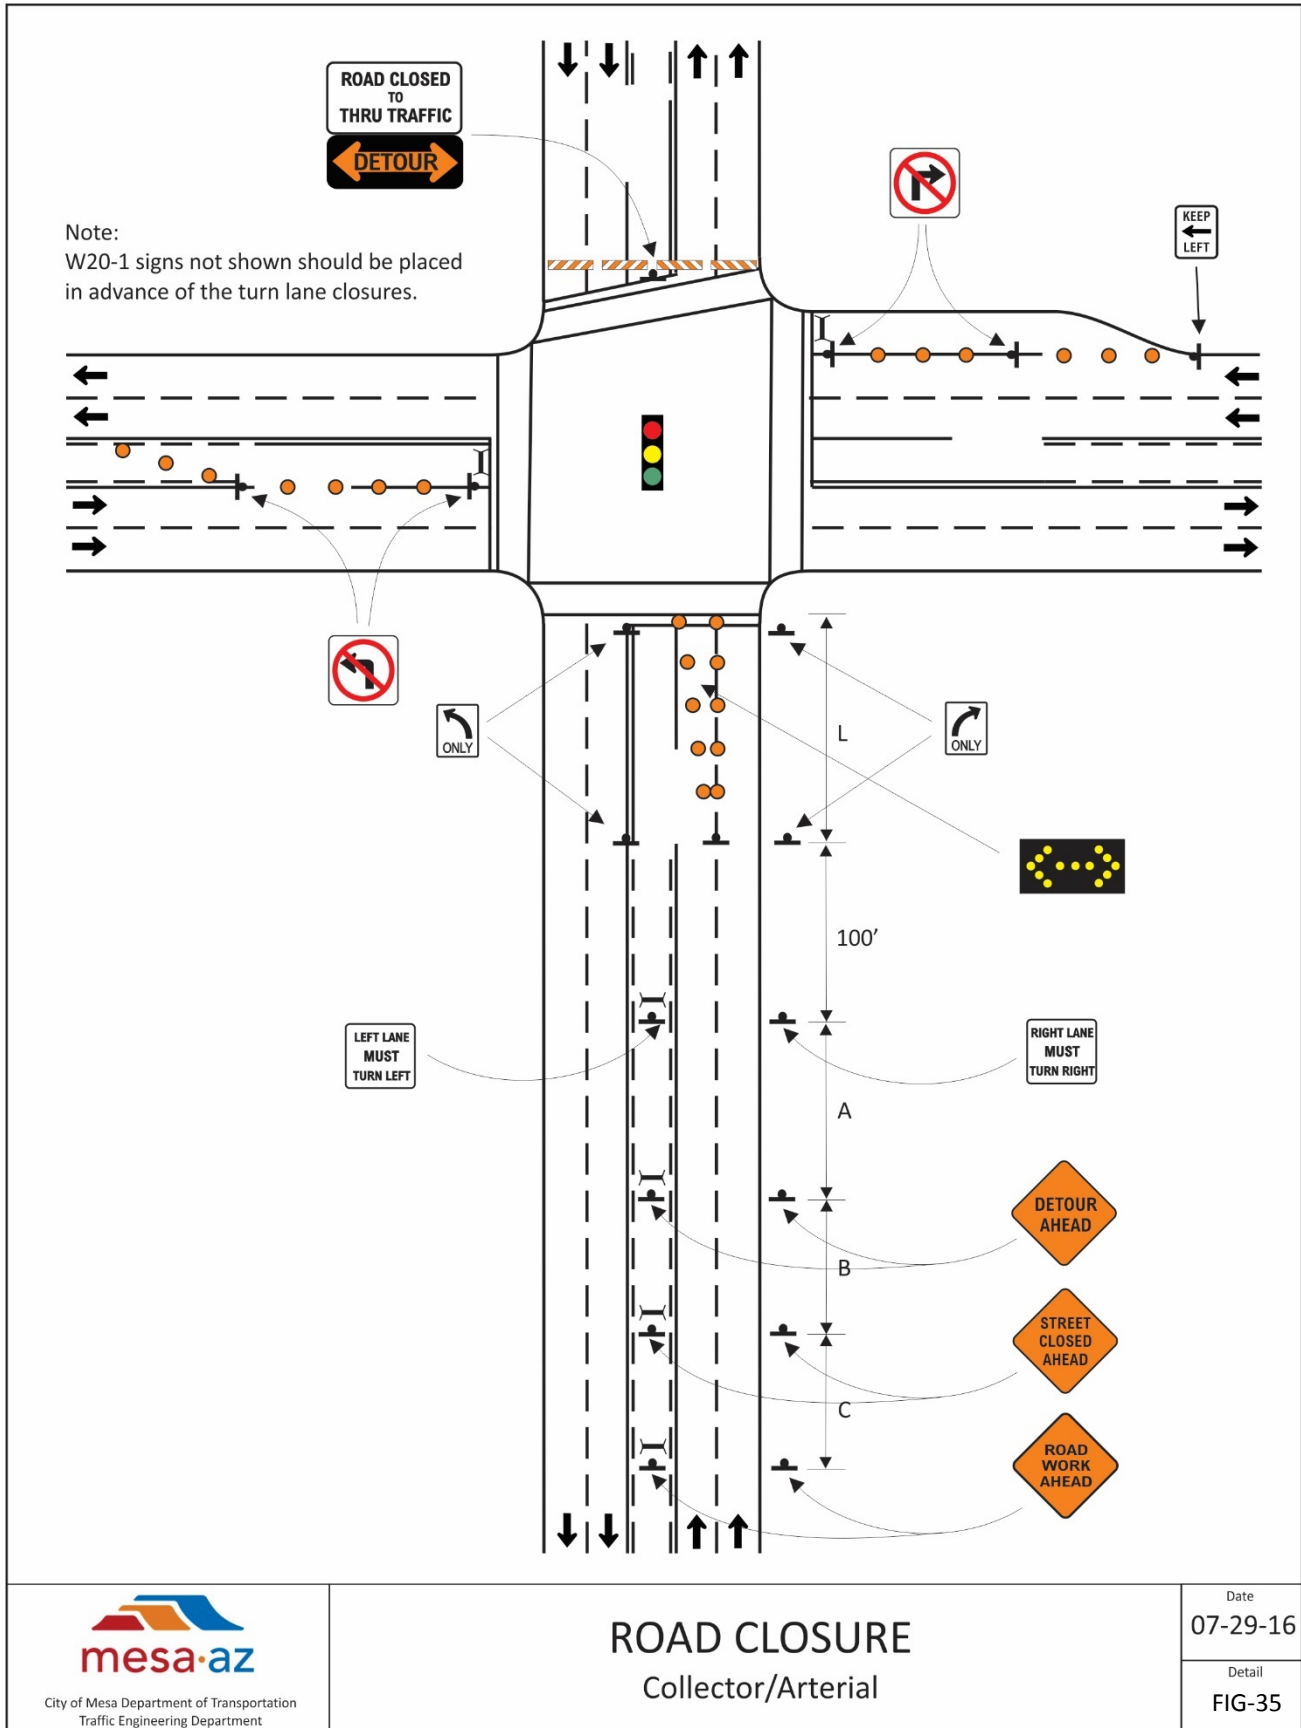 ROAD CLOSED
TO
THRU TRAFFIC
DETOUR
KEEP
LEFT
Note:
W20-1 signs not shown should be placed
in advance of the turn lane closures.
ONLY
ONLY
L
100’
LEFT LANE
MUST
TURN LEFT
RIGHT LANE
MUST
TURN RIGHT
A
DETOUR
AHEAD
B
STREET
CLOSED
AHEAD
C
ROAD
WORK
AHEAD
mesa·az
City of Mesa Department of Transportation
Traffic Engineering Department
ROAD CLOSURE
Collector/Arterial
Date
07-29-16
Detail
FIG-35